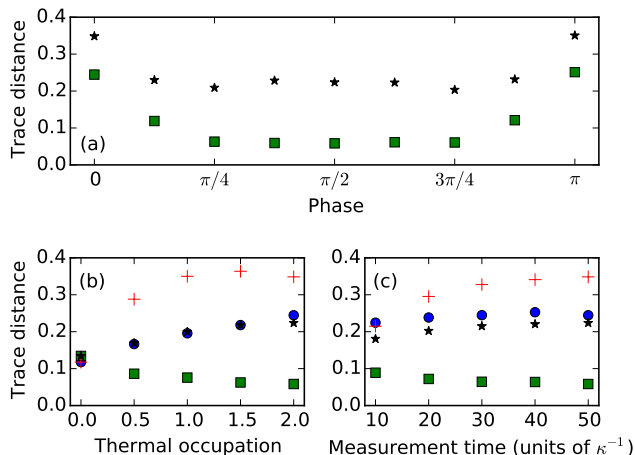 0.4
0.3
0.2
0.1
0.0
Trace distance
(a)
0 π/4 π/2 3π/4 π
Phase
0.4
0.3
0.2
0.1
0.0
Trace distance
(b)
0.0 0.5 1.0 1.5 2.0
Thermal occupation
0.4
0.3
0.2
0.1
0.0
(c)
10 20 30 40 50
Measurement time (units of κ⁻¹)